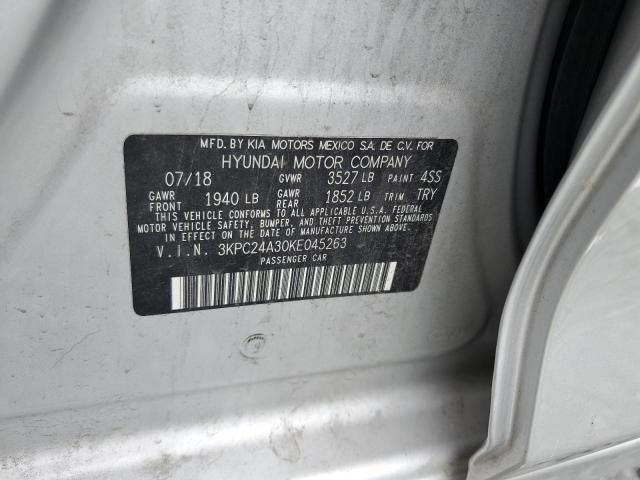 MFD. BY KIA MOTORS MEXICO S.A. DE C.V. FOR
HYUNDAI MOTOR COMPANY
07/18 GVWR 3527 LB PAINT 4SS
GAWR FRONT 1940 LB GAWR REAR 1852 LB TRIM TRY
THIS VEHICLE CONFORMS TO ALL APPLICABLE U.S.A. FEDERAL
MOTOR VEHICLE SAFETY, BUMPER, AND THEFT PREVENTION STANDARDS
IN EFFECT ON THE DATE OF MANUFACTURE SHOWN ABOVE.
V.I.N. 3KPC24A30KE045263
PASSENGER CAR